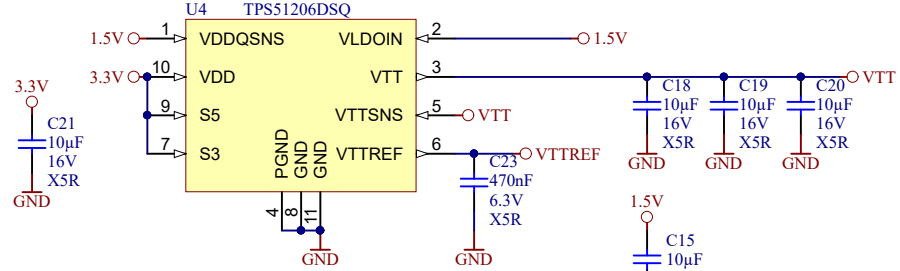 U4 TPS51206DSQ
1.5V 1 VDDQSNS VLDOIN 2 1.5V
3.3V 10 VDD VTT 3 VTT
9 S5 VTTSNS 5 VTT
7 S3 VTTREF 6 VTTREF
PGND GND GND
4 8 11
GND
3.3V
C21
10µF
16V
X5R
GND
C23
470nF
6.3V
X5R
GND
C18
10µF
16V
X5R
GND
C19
10µF
16V
X5R
GND
C20
10µF
16V
X5R
GND
1.5V
C15
10µF